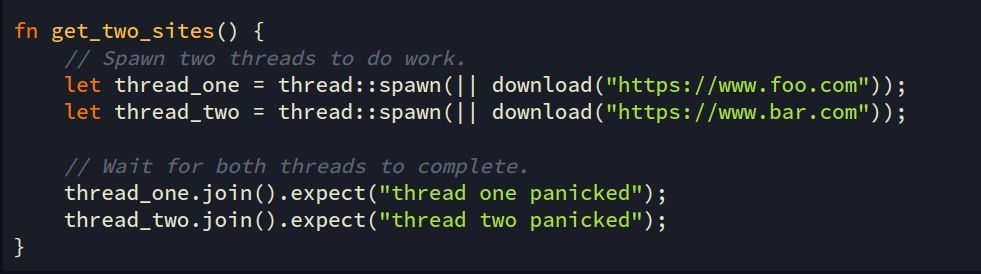 fn get_two_sites() {
    // Spawn two threads to do work.
    let thread_one = thread::spawn(|| download("https://www.foo.com"));
    let thread_two = thread::spawn(|| download("https://www.bar.com"));

    // Wait for both threads to complete.
    thread_one.join().expect("thread one panicked");
    thread_two.join().expect("thread two panicked");
}